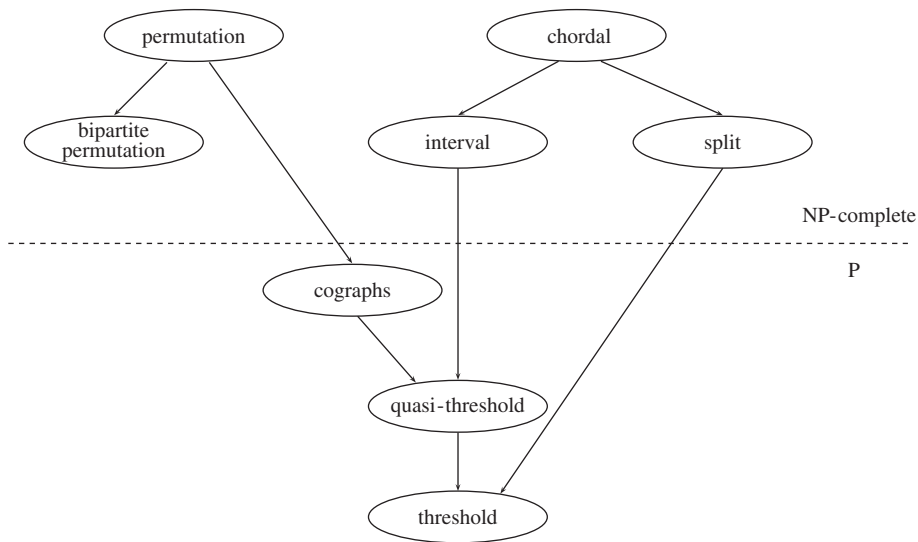 permutation
chordal
bipartite
permutation
interval
split
NP-complete
P
cographs
quasi-threshold
threshold